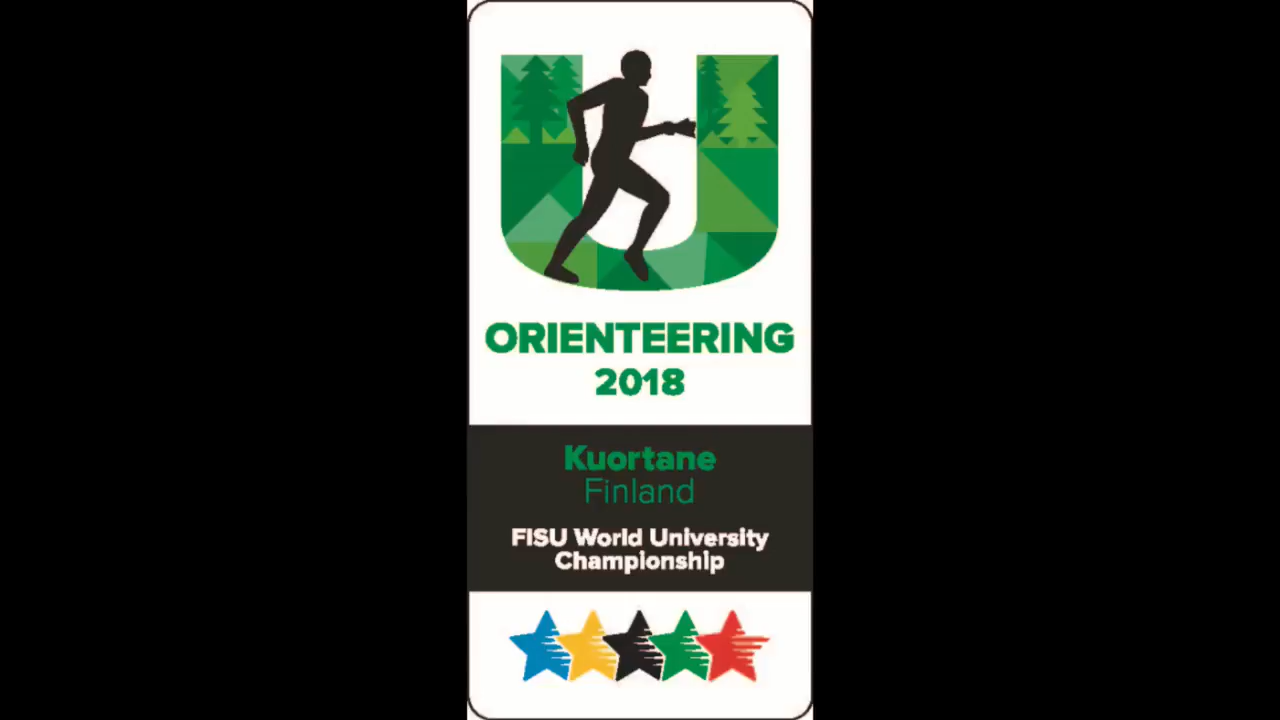 ORIENTEERING
2018
Kuortane
Finland
FISU World University
Championship